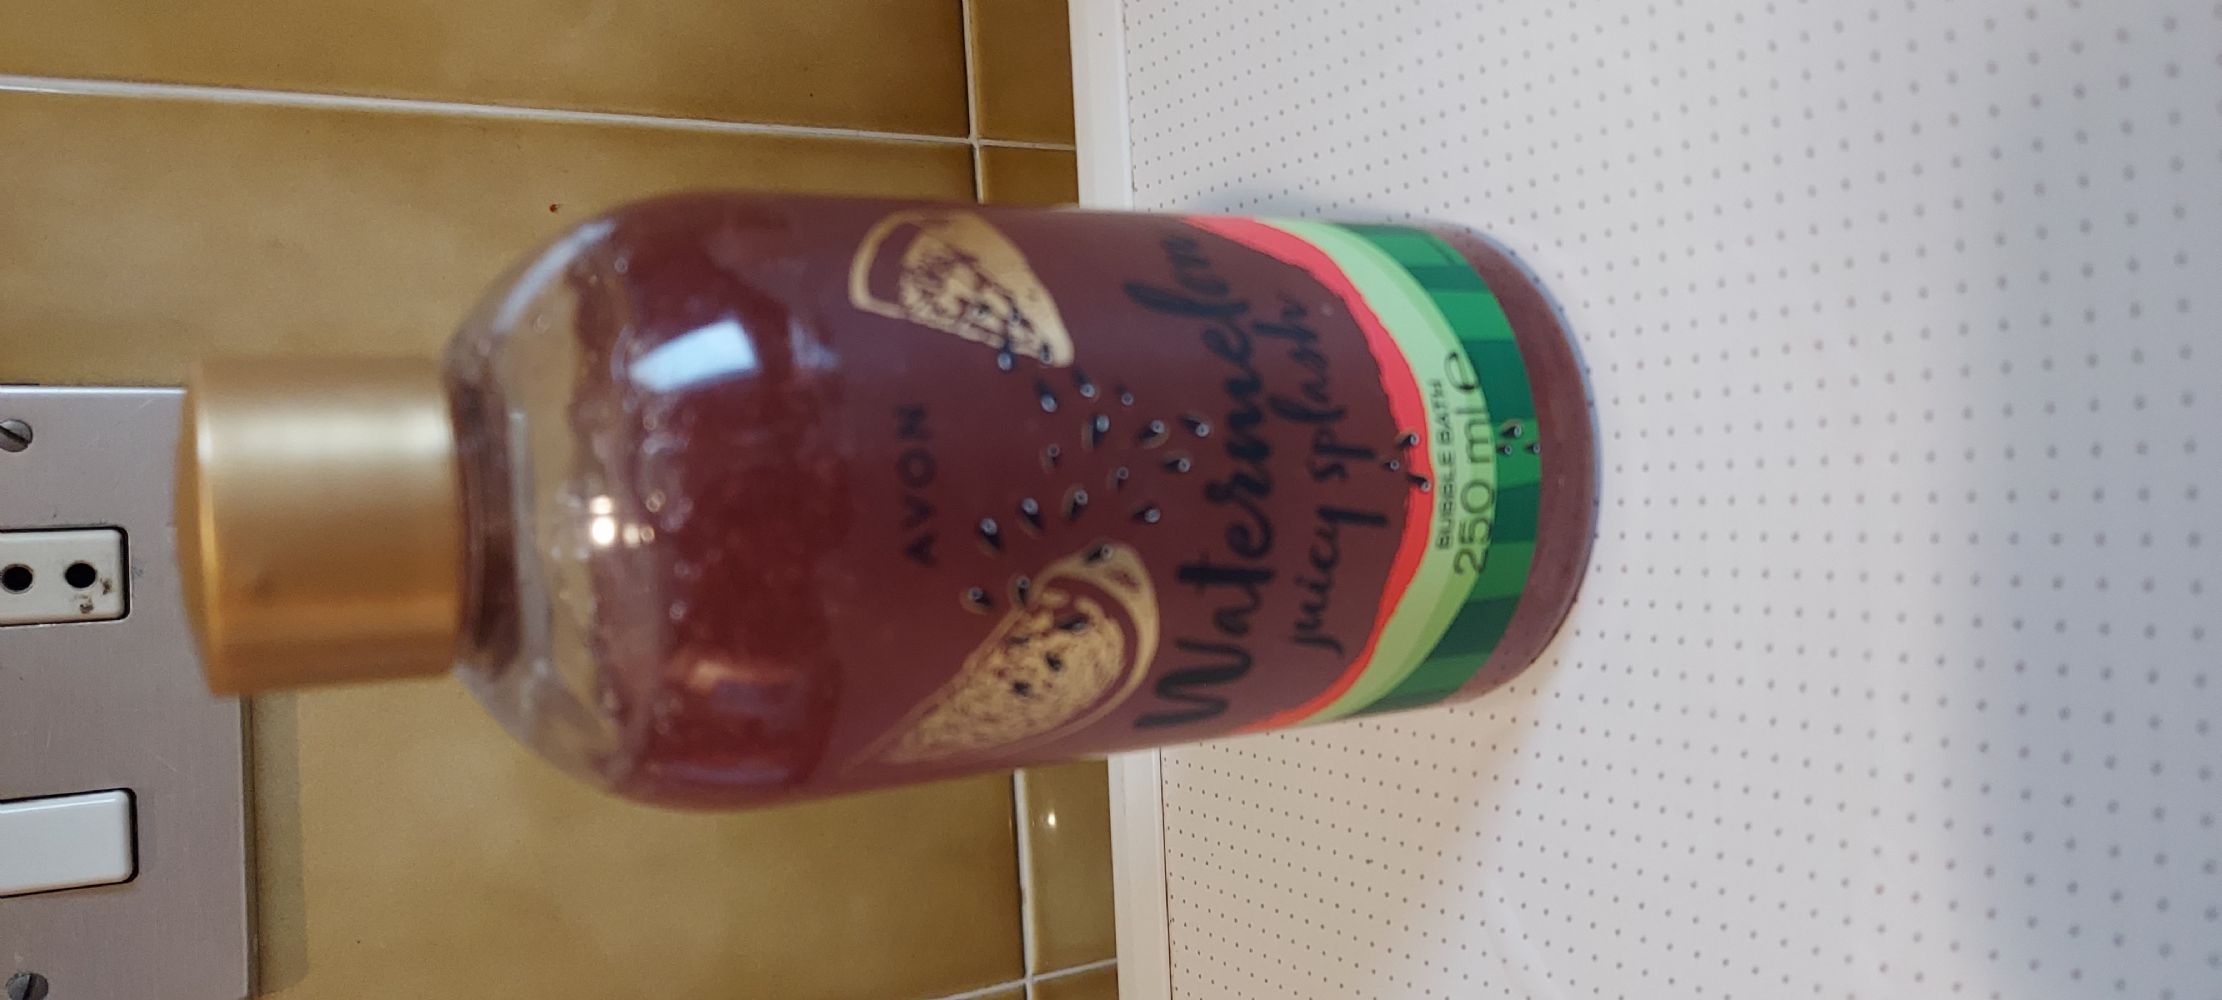 AVON
Watermelon
juicy splash
BUBBLE BATH
250 ml e